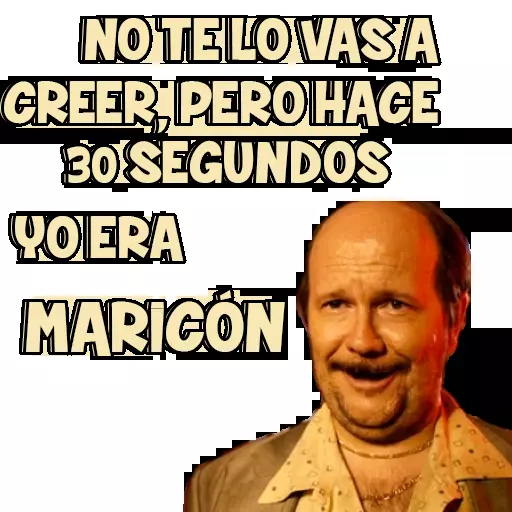 NO TE LO VAS A
CREER, PERO HACE
30 SEGUNDOS
YO ERA
MARICÓN